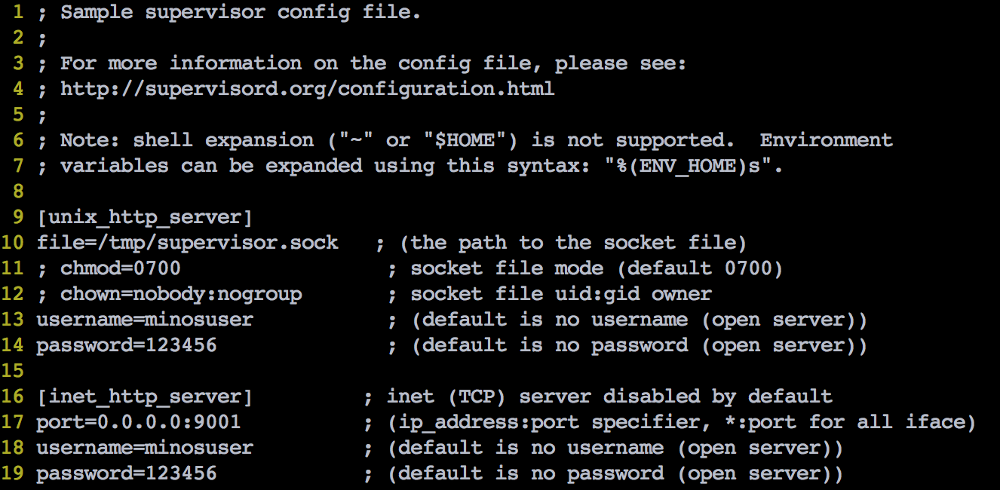 1 ; Sample supervisor config file.
2 ;
3 ; For more information on the config file, please see:
4 ; http://supervisord.org/configuration.html
5 ;
6 ; Note: shell expansion ("~" or "$HOME") is not supported.  Environment
7 ; variables can be expanded using this syntax: "%(ENV_HOME)s".
8
9 [unix_http_server]
10 file=/tmp/supervisor.sock   ; (the path to the socket file)
11 ; chmod=0700                 ; socket file mode (default 0700)
12 ; chown=nobody:nogroup       ; socket file uid:gid owner
13 username=minosuser           ; (default is no username (open server))
14 password=123456              ; (default is no password (open server))
15
16 [inet_http_server]         ; inet (TCP) server disabled by default
17 port=0.0.0.0:9001          ; (ip_address:port specifier, *:port for all iface)
18 username=minosuser         ; (default is no username (open server))
19 password=123456            ; (default is no password (open server))